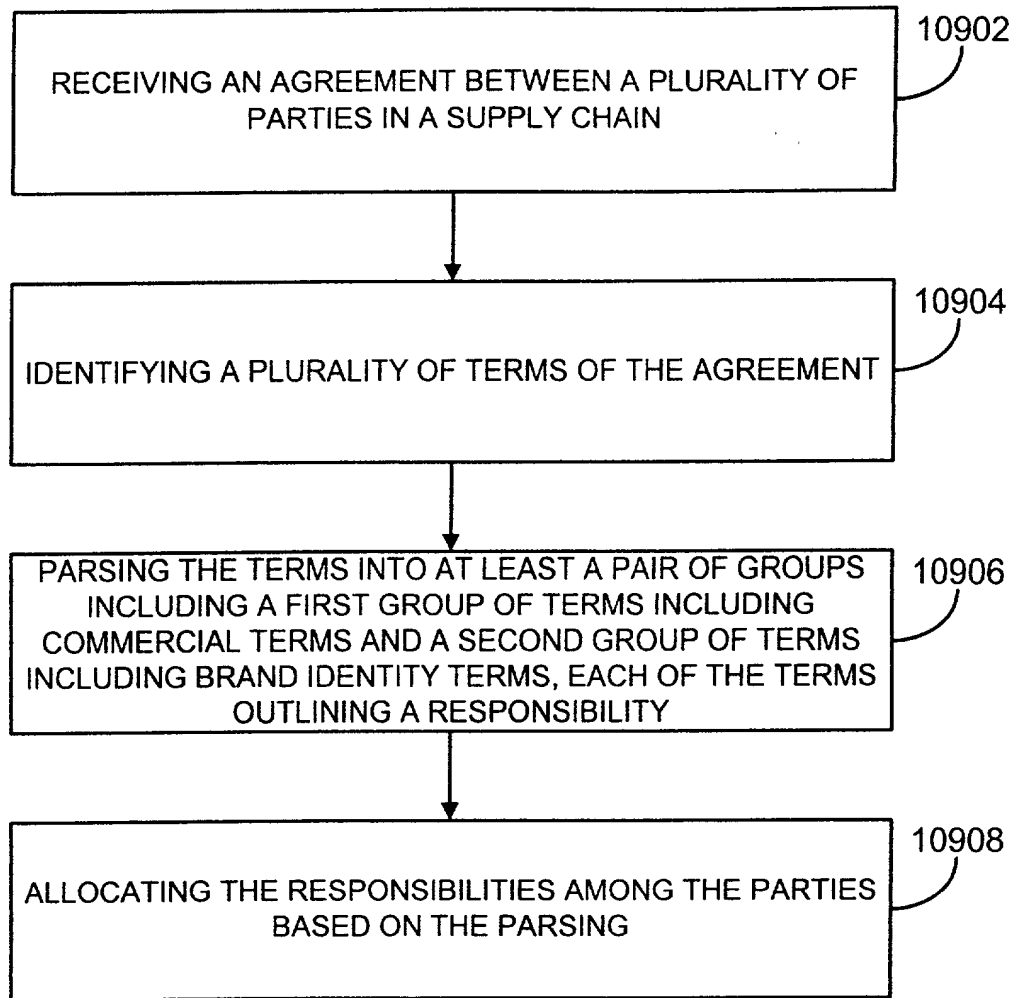 10902
RECEIVING AN AGREEMENT BETWEEN A PLURALITY OF
PARTIES IN A SUPPLY CHAIN
10904
IDENTIFYING A PLURALITY OF TERMS OF THE AGREEMENT
10906
PARSING THE TERMS INTO AT LEAST A PAIR OF GROUPS
INCLUDING A FIRST GROUP OF TERMS INCLUDING
COMMERCIAL TERMS AND A SECOND GROUP OF TERMS
INCLUDING BRAND IDENTITY TERMS, EACH OF THE TERMS
OUTLINING A RESPONSIBILITY
10908
ALLOCATING THE RESPONSIBILITIES AMONG THE PARTIES
BASED ON THE PARSING